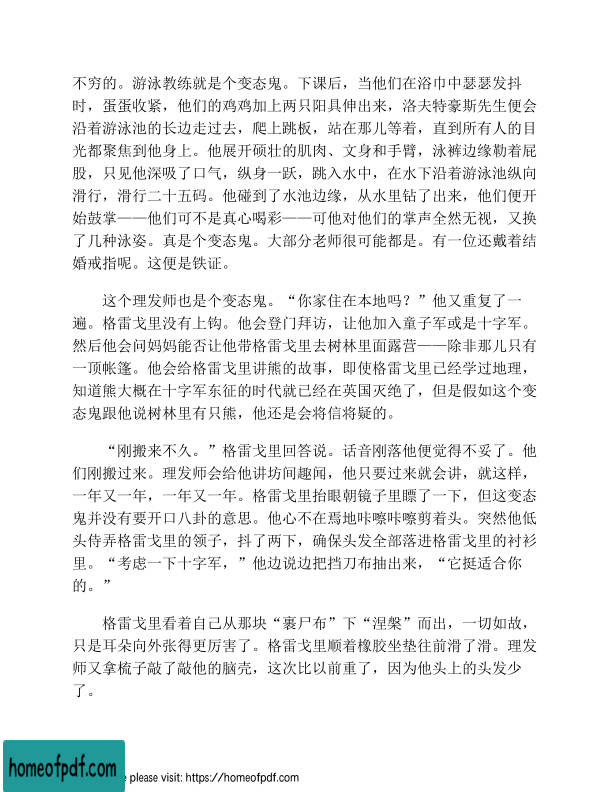 不穷的。游泳教练就是个变态鬼。下课后，当他们在浴巾中瑟瑟发抖
时，蛋蛋收紧，他们的鸡鸡加上两只阳具伸出来，洛夫特豪斯先生便会
沿着游泳池的长边走过去，爬上跳板，站在那儿等着，直到所有人的目
光都聚焦到他身上。他展开硕壮的肌肉、文身和手臂，泳裤边缘勒着屁
股，只见他深吸了口气，纵身一跃，跳入水中，在水下沿着游泳池纵向
滑行，滑行二十五码。他碰到了水池边缘，从水里钻了出来，他们便开
始鼓掌——他们可不是真心喝彩——可他对他们的掌声全然无视，又换
了几种泳姿。真是个变态鬼。大部分老师很可能都是。有一位还戴着结
婚戒指呢。这便是铁证。
这个理发师也是个变态鬼。“你家住在本地吗？”他又重复了一
遍。格雷戈里没有上钩。他会登门拜访，让他加入童子军或是十字军。
然后他会问妈妈能否让他带格雷戈里去树林里面露营——除非那儿只有
一顶帐篷。他会给格雷戈里讲熊的故事，即使格雷戈里已经学过地理，
知道熊大概在十字军东征的时代就已经在英国灭绝了，但是假如这个变
态鬼跟他说树林里有只熊，他还是会将信将疑的。
“刚搬来不久。”格雷戈里回答说。话音刚落他便觉得不妥了。他
们刚搬过来。理发师会给他讲坊间趣闻，他只要过来就会讲，就这样，
一年又一年，一年又一年。格雷戈里抬眼朝镜子里瞟了一下，但这变态
鬼并没有要开口八卦的意思。他心不在焉地咔嚓咔嚓剪着头。突然他低
头侍弄格雷戈里的领子，抖了两下，确保头发全部落进格雷戈里的衬衫
里。“考虑一下十字军，”他边说边把挡刀布抽出来，“它挺适合你
的。”
格雷戈里看着自己从那块“裹尸布”下“涅槃”而出，一切如故，
只是耳朵向外张得更厉害了。格雷戈里顺着橡胶坐垫往前滑了滑。理发
师又拿梳子敲了敲他的脑壳，这次比以前重了，因为他头上的头发少
了。
homeofpdf.com
please visit: https://homeofpdf.com